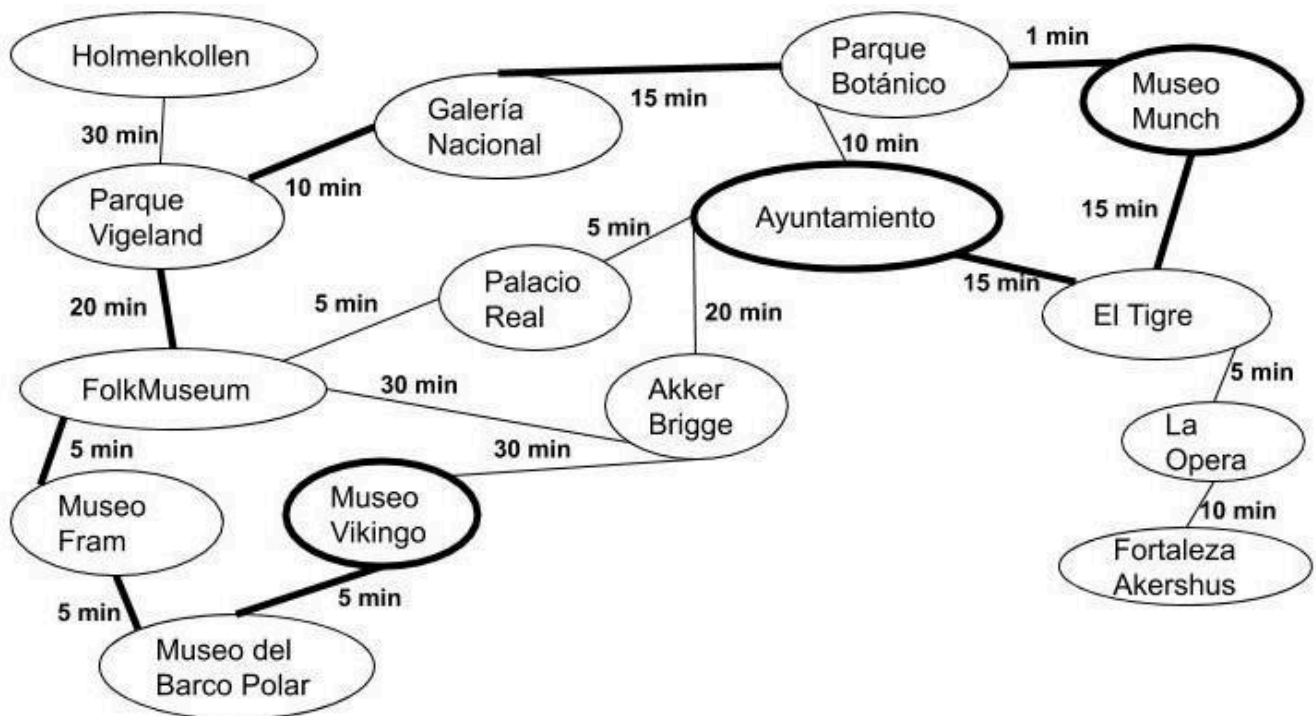 Holmenkollen
30 min
Parque
Vigeland
10 min
Galería
Nacional
15 min
Parque
Botánico
1 min
Museo
Munch
10 min
Ayuntamiento
15 min
15 min
El Tigre
5 min
Palacio
Real
5 min
20 min
20 min
FolkMuseum
30 min
Akker
Brigge
30 min
5 min
La
Opera
10 min
Fortaleza
Akershus
5 min
Museo
Fram
Museo
Vikingo
5 min
5 min
Museo del
Barco Polar